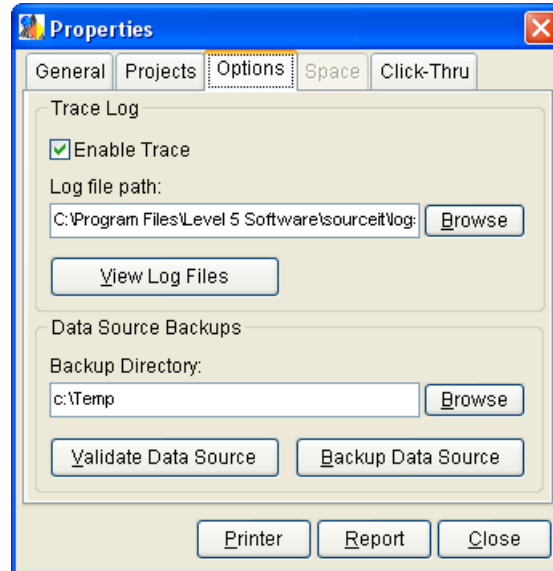 Properties
General Projects Options Space Click-Thru
Trace Log
Enable Trace
Log file path:
C:\Program Files\Level 5 Software\sourceit\logs Browse
View Log Files
Data Source Backups
Backup Directory:
c:\Temp Browse
Validate Data Source Backup Data Source
Printer Report Close